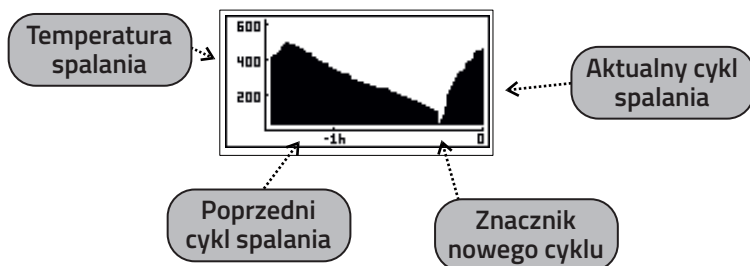 Temperatura
spalania
600
400
200
-1h
0
Aktualny cykl
spalania
Poprzedni
cykl spalania
Znacznik
nowego cyklu